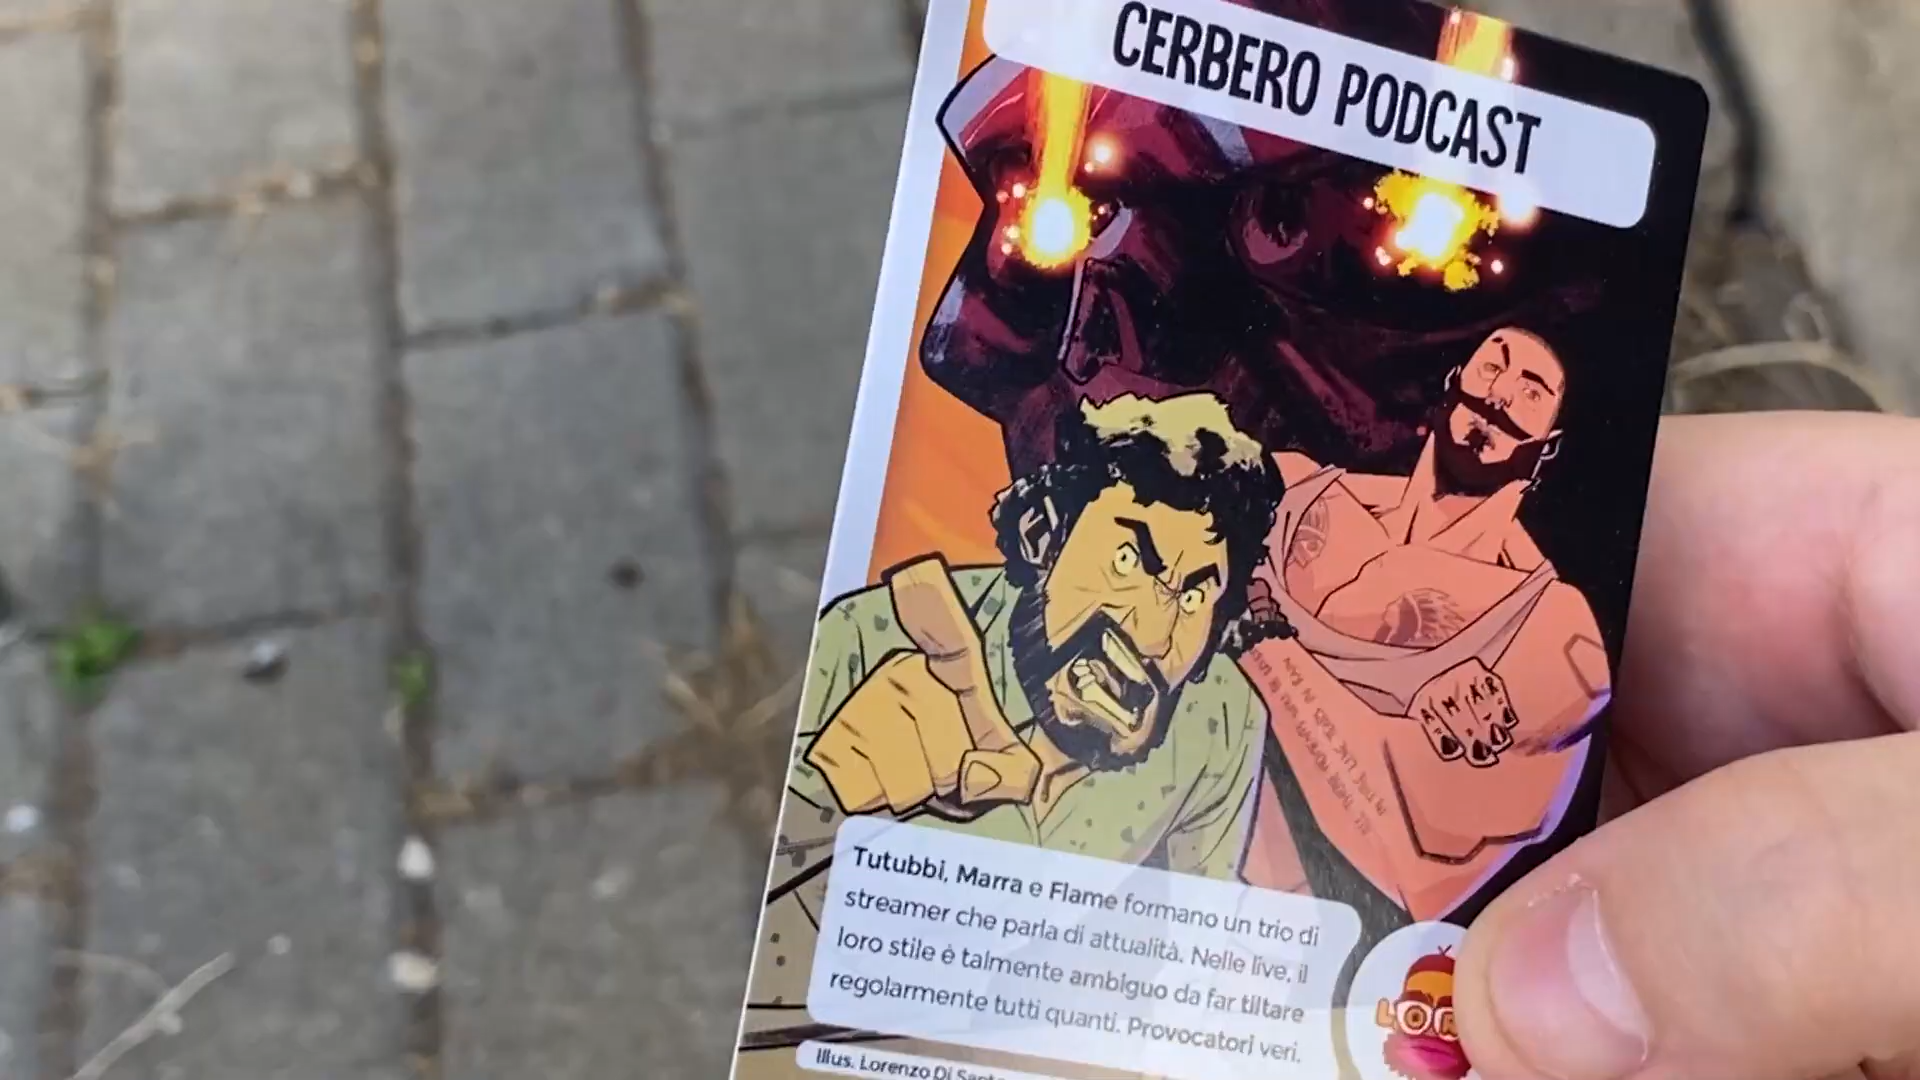 CERBERO PODCAST
AMAR
Tutubbi, Marra e Flame formano un trio di
streamer che parla di attualità. Nelle live, il
loro stile è talmente ambiguo da far tiltare
regolarmente tutti quanti. Provocatori veri.
Illus. Lorenzo Di